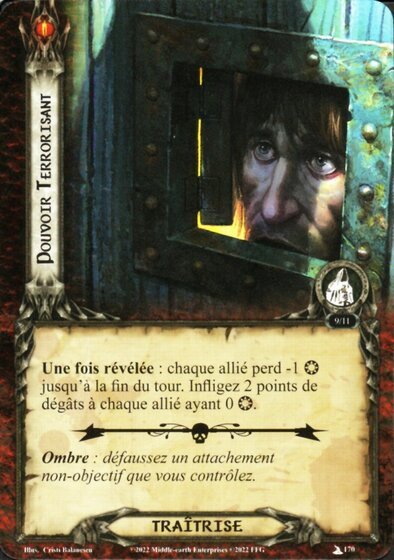 Pouvoir Terrorisant
9/11
Une fois révélée : chaque allié perd -1
jusqu'à la fin du tour. Infligez 2 points de
dégâts à chaque allié ayant 0 .
Ombre : défaussez un attachement
non-objectif que vous contrôlez.
TRAÎTRISE
Illus. Cristi Balanescu ©2022 Middle-earth Enterprises ©2022 FFG 170